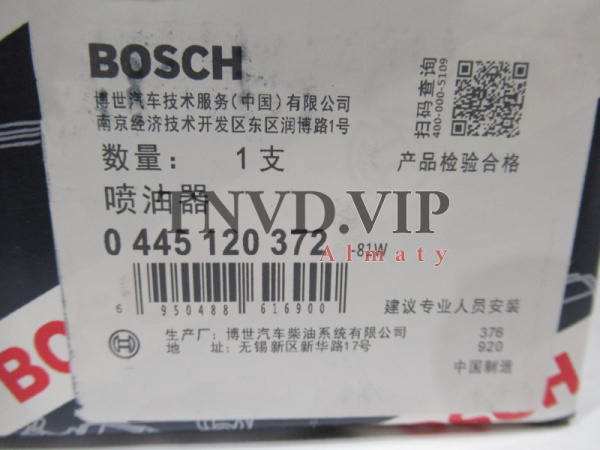 BOSCH
博世汽车技术服务(中国)有限公司
南京经济技术开发区东区润博路1号
扫码查询
400-000-5109
数量： 1支
产品检验合格
喷油器
TNVD.VIP
Almaty
0 445 120 372 -81W
6 950488 616900
建议专业人员安装
生产厂: 博世汽车柴油系统有限公司
地 址: 无锡新区新华路17号
376
920
中国制造
BO